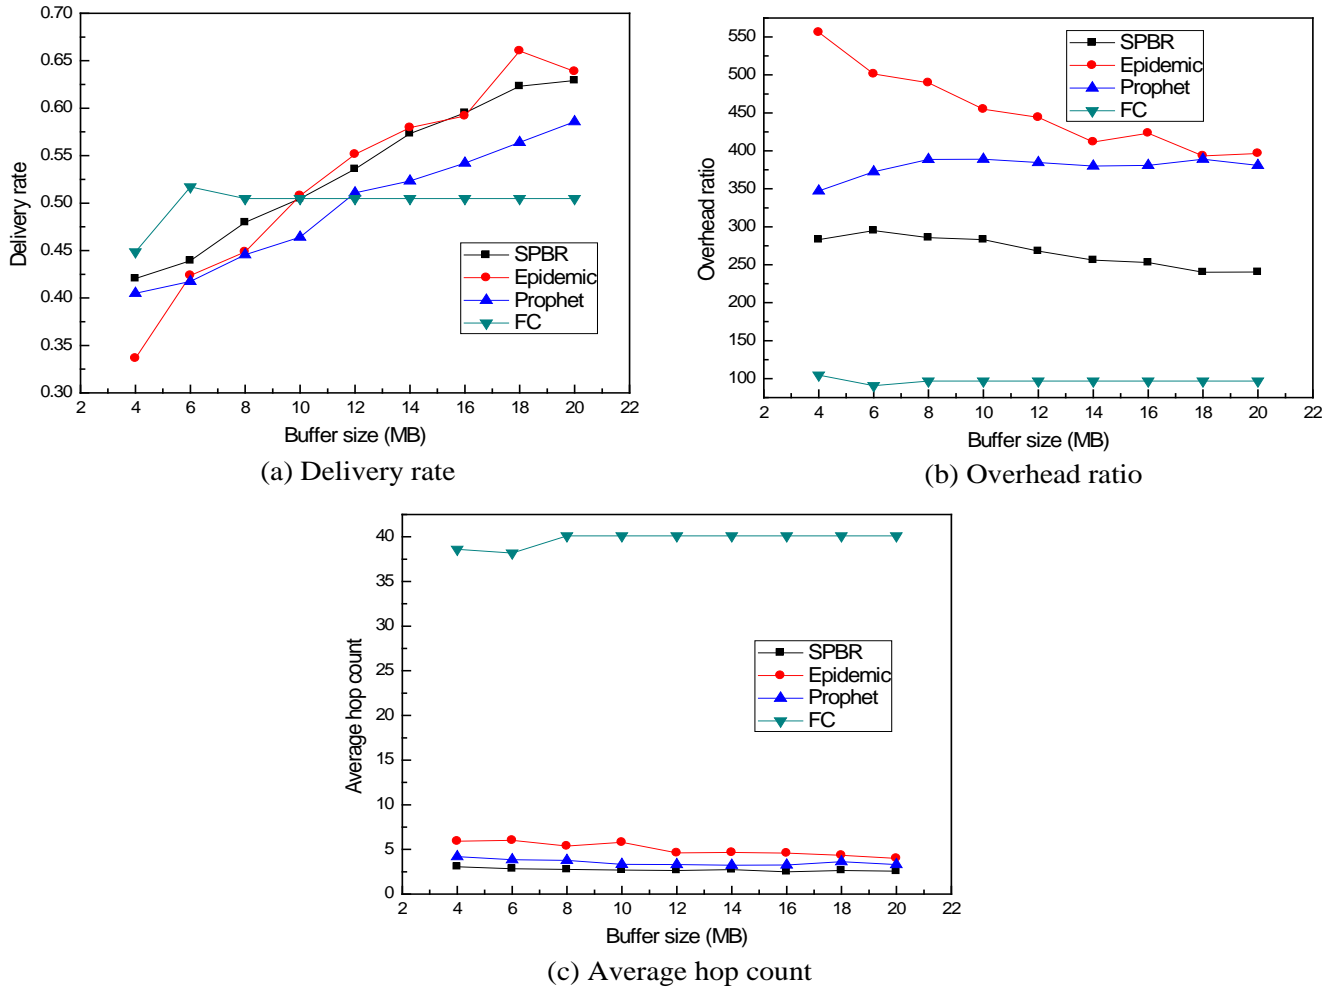 0.70
0.65
0.60
0.55
0.50
0.45
0.40
0.35
0.30
Delivery rate
2 4 6 8 10 12 14 16 18 20 22
Buffer size (MB)
SPBR
Epidemic
Prophet
FC
(a) Delivery rate
550
500
450
400
350
300
250
200
150
100
Overhead ratio
2 4 6 8 10 12 14 16 18 20 22
Buffer size (MB)
SPBR
Epidemic
Prophet
FC
(b) Overhead ratio
40
35
30
25
20
15
10
5
0
Average hop count
2 4 6 8 10 12 14 16 18 20 22
Buffer size (MB)
SPBR
Epidemic
Prophet
FC
(c) Average hop count